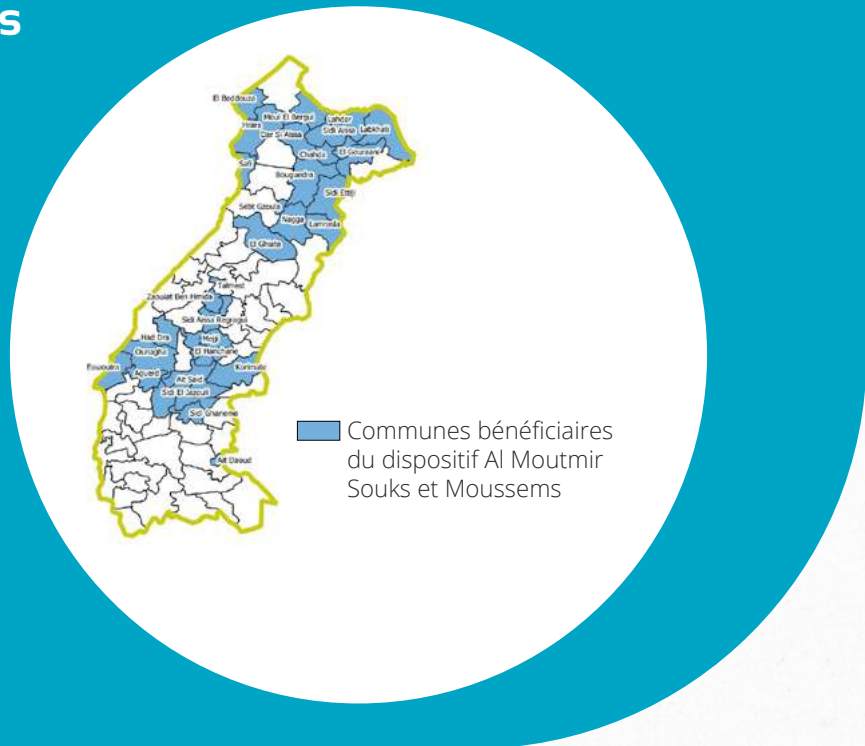 s
El Beddouza
Moul El Bergui
Lahdar
Hrara
Dar Si Aissa
Sidi Aissa
Labkhati
Chahda
El Gouraani
Safi
Bouguedra
Sidi Ettiji
Sebt Gzoula
Nagga
Lamrasla
El Ghiate
Talmest
Zaouiat Ben Hmida
Sidi Aissa Regragui
Had Dra
Mejji
Ounagha
El Hanchane
Essaouira
Korimate
Aguerd
Ait Said
Sidi El Jazouli
Sidi Ghaneme
Ait Daoud
Communes bénéficiaires
du dispositif Al Moutmir
Souks et Moussems